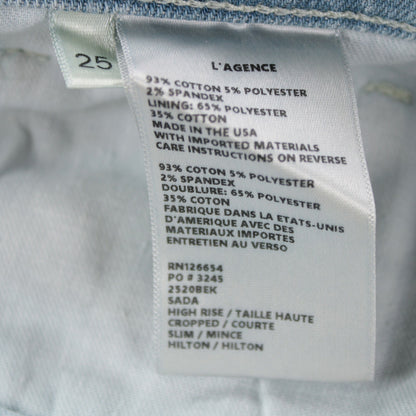 25
L'AGENCE
93% COTTON 5% POLYESTER
2% SPANDEX
LINING: 65% POLYESTER
35% COTTON
MADE IN THE USA
WITH IMPORTED MATERIALS
CARE INSTRUCTIONS ON REVERSE
93% COTON 5% POLYESTER
2% SPANDEX
DOUBLURE: 65% POLYESTER
35% COTON
FABRIQUE DANS LA ETATS-UNIS
D'AMERIQUE AVEC DES
MATERIAUX IMPORTES
ENTRETIEN AU VERSO
RN126654
PO # 3245
2520BEK
SADA
HIGH RISE / TAILLE HAUTE
CROPPED / COURTE
SLIM / MINCE
HILTON / HILTON